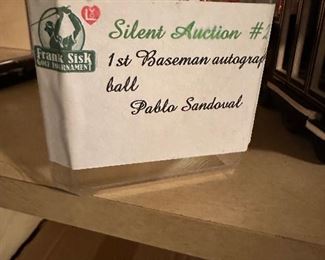 Frank Sisk
GOLF TOURNAMENT
Silent Auction #
1st Baseman autograp
ball
Pablo Sandoval